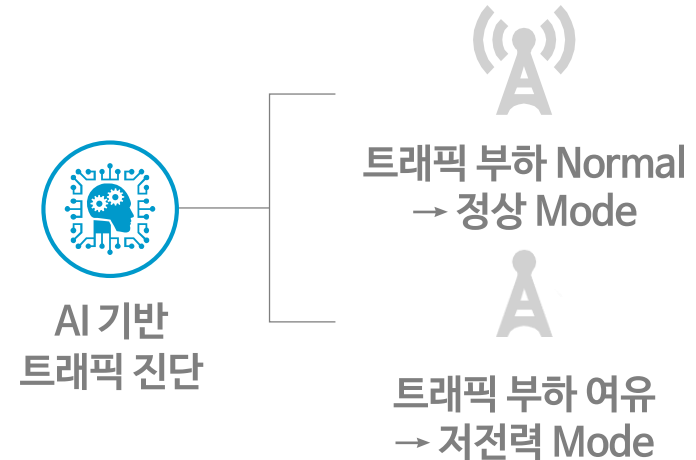 AI 기반
트래픽 진단
트래픽 부하 Normal
→ 정상 Mode
트래픽 부하 여유
→ 저전력 Mode